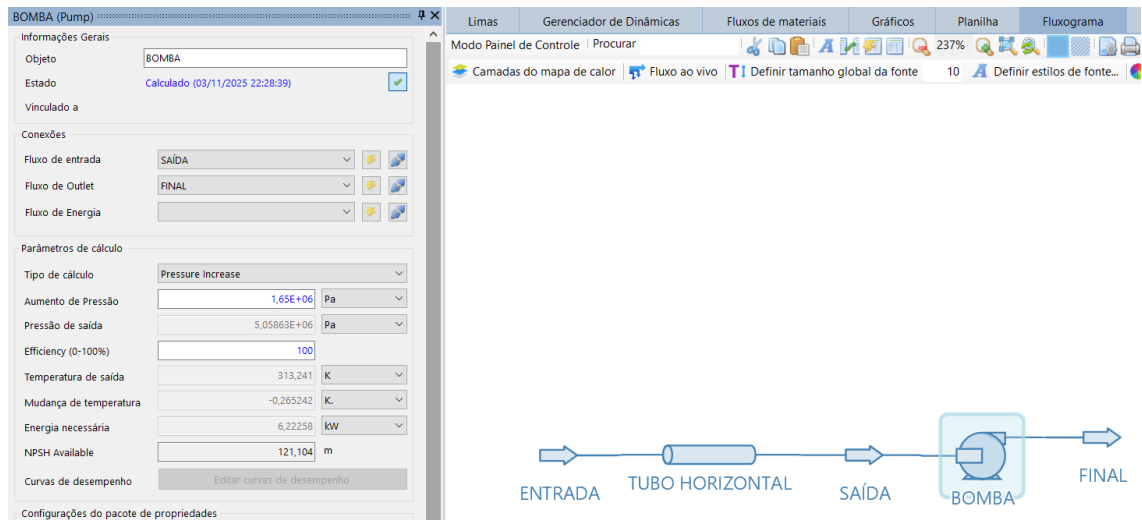 BOMBA (Pump)
Informações Gerais
Objeto BOMBA
Estado Calculado (03/11/2025 22:28:39)
Vinculado a
Conexões
Fluxo de entrada SAÍDA
Fluxo de Outlet FINAL
Fluxo de Energia
Parâmetros de cálculo
Tipo de cálculo Pressure Increase
Aumento de Pressão 1,65E+06 Pa
Pressão de saída 5,05863E+06 Pa
Efficiency (0-100%) 100
Temperatura de saída 313,241 K
Mudança de temperatura -0,265242 K.
Energia necessária 6,22258 kW
NPSH Available 121,104 m
Curvas de desempenho Editar curvas de desempenho
Configurações do pacote de propriedades
Limas Gerenciador de Dinâmicas Fluxos de materiais Gráficos Planilha Fluxograma
Modo Painel de Controle Procurar 237%
Camadas do mapa de calor Fluxo ao vivo Definir tamanho global da fonte 10 Definir estilos de fonte...
ENTRADA TUBO HORIZONTAL SAÍDA BOMBA FINAL